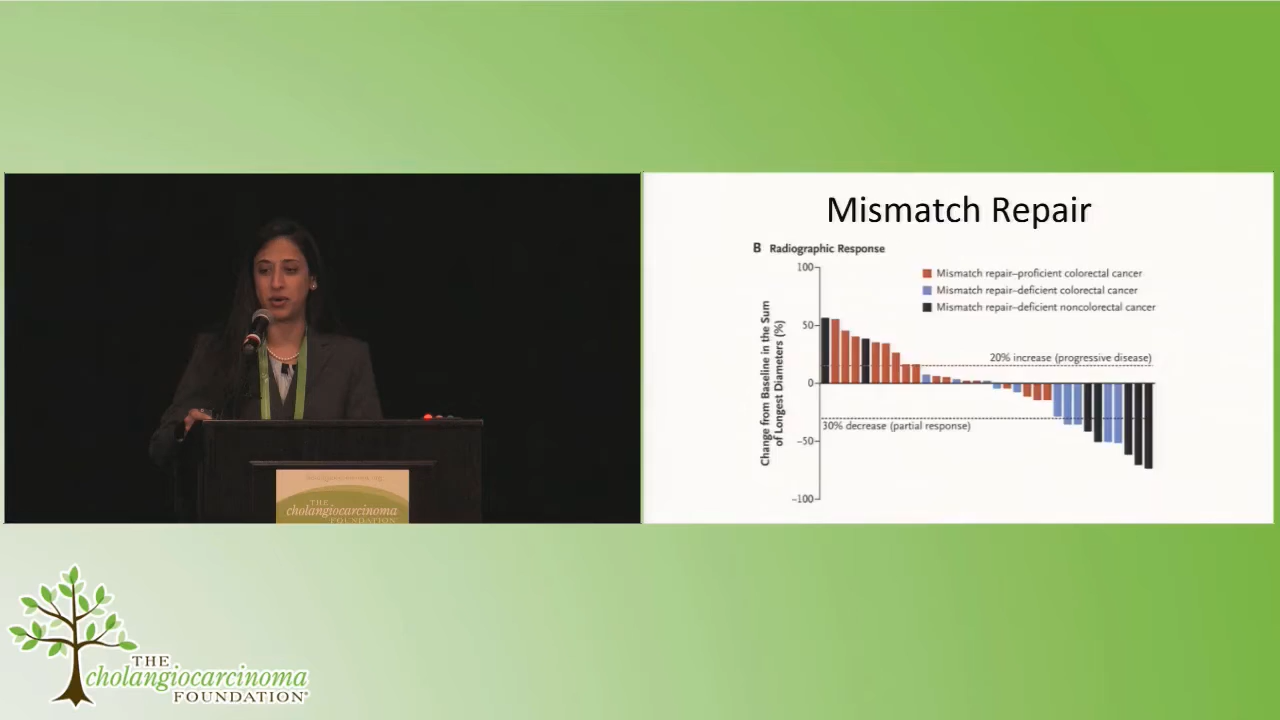 Mismatch Repair
B Radiographic Response
Mismatch repair–proficient colorectal cancer
Mismatch repair–deficient colorectal cancer
Mismatch repair–deficient noncolorectal cancer
Change from Baseline in the Sum
of Longest Diameters (%)
100
50
0
−50
−100
20% increase (progressive disease)
30% decrease (partial response)
THE
cholangiocarcinoma
FOUNDATION
THE
cholangiocarcinoma
FOUNDATION